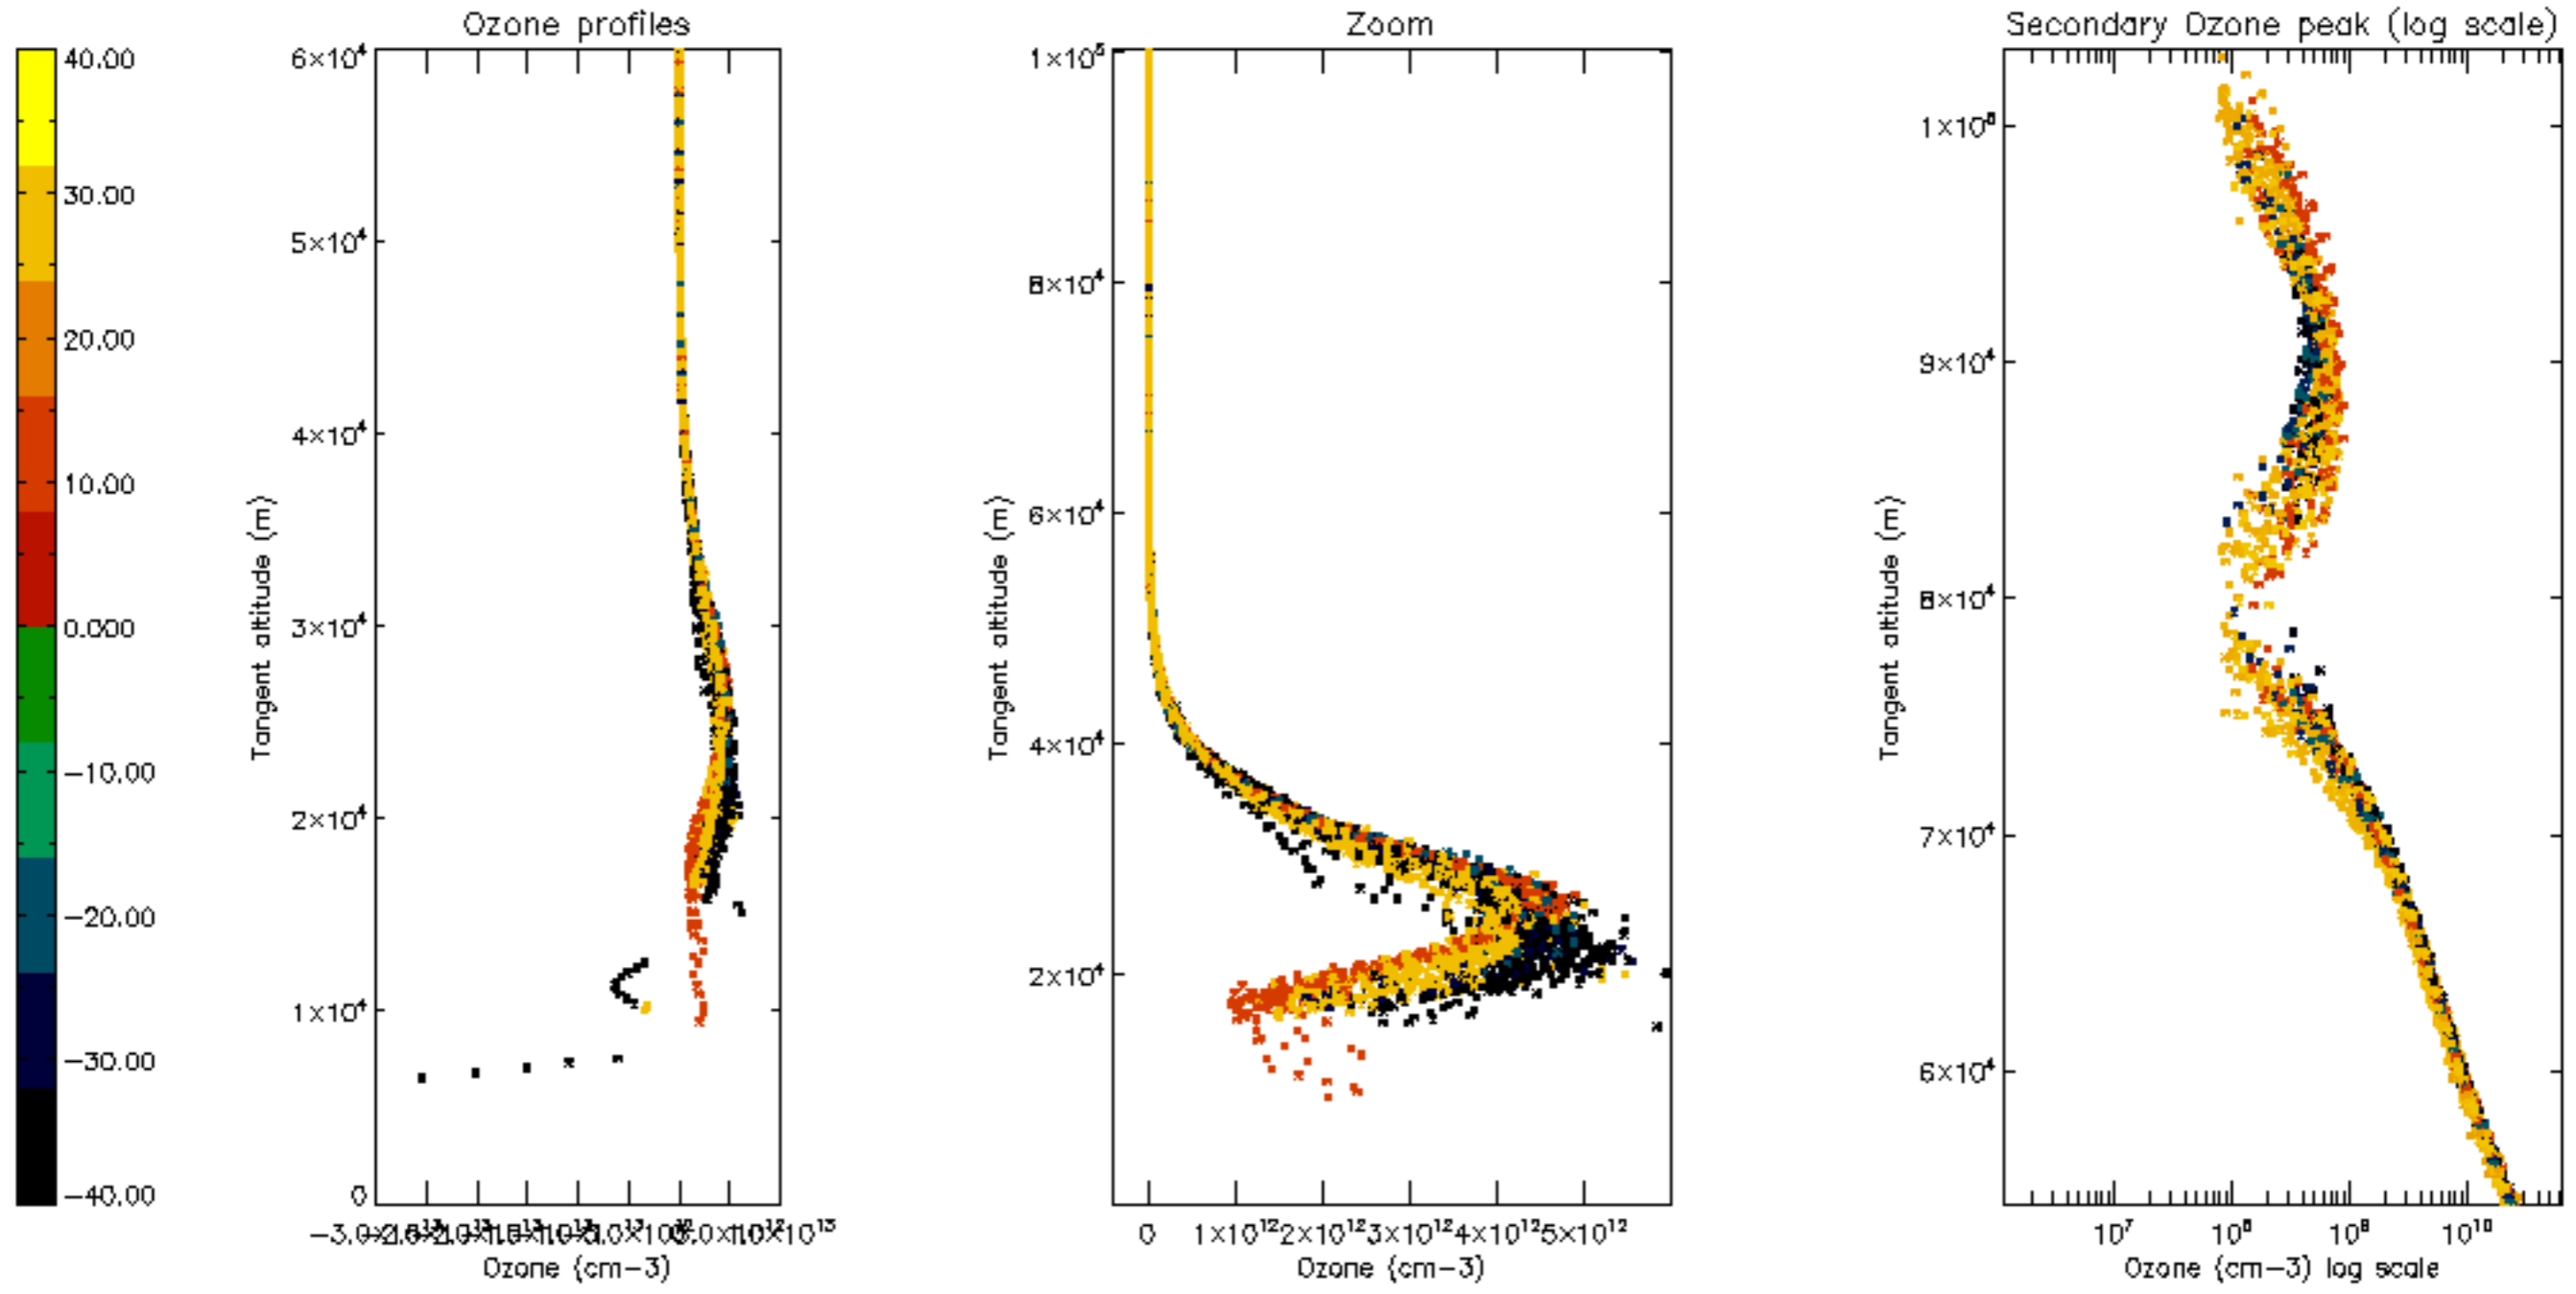 Ozone profiles
Zoom
Secondary Ozone peak (log scale)
40.00
30.00
20.00
10.00
0.000
−10.00
−20.00
−30.00
−40.00
6×10⁴
5×10⁴
4×10⁴
3×10⁴
2×10⁴
1×10⁴
0
Tangent altitude (m)
Ozone (cm−3)
1×10⁵
8×10⁴
6×10⁴
4×10⁴
2×10⁴
Tangent altitude (m)
0 1×10¹² 2×10¹² 3×10¹² 4×10¹² 5×10¹²
Ozone (cm−3)
1×10⁵
9×10⁴
8×10⁴
7×10⁴
6×10⁴
Tangent altitude (m)
10⁷ 10⁸ 10⁹ 10¹⁰
Ozone (cm−3) log scale